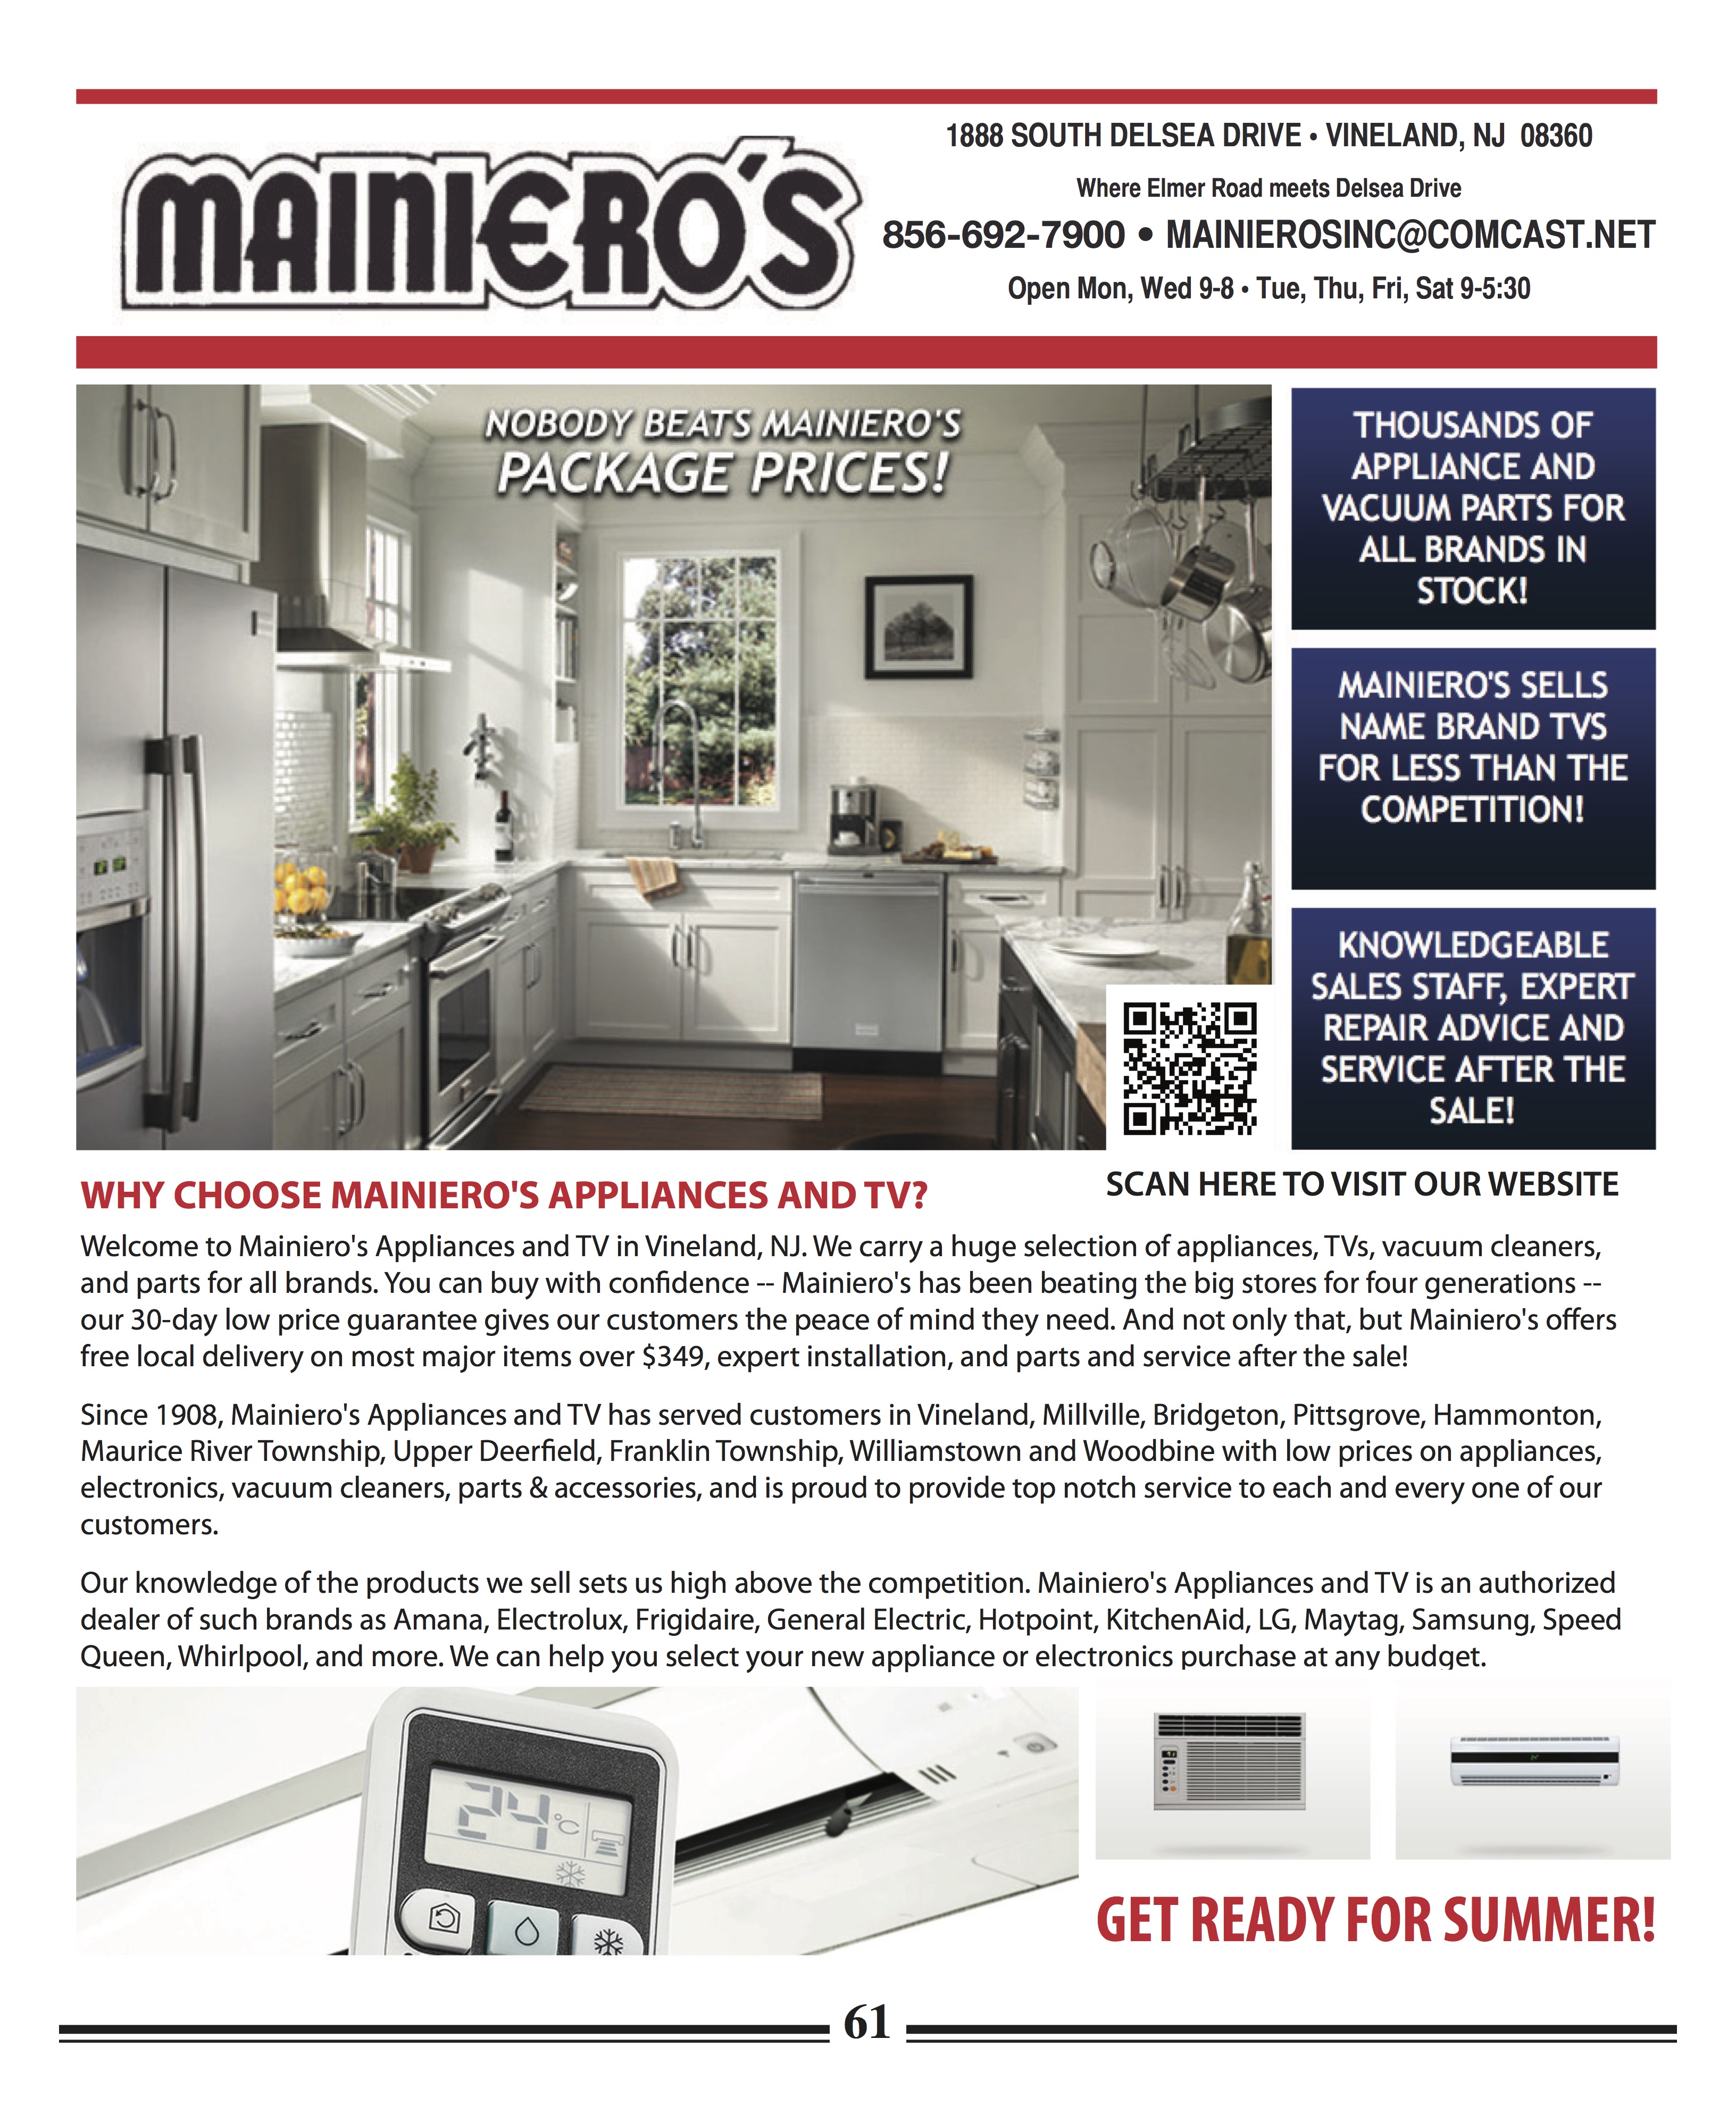 MAINIERO'S
1888 SOUTH DELSEA DRIVE • VINELAND, NJ 08360
Where Elmer Road meets Delsea Drive
856-692-7900 • MAINIEROSINC@COMCAST.NET
Open Mon, Wed 9-8 • Tue, Thu, Fri, Sat 9-5:30
NOBODY BEATS MAINIERO'S
PACKAGE PRICES!
THOUSANDS OF
APPLIANCE AND
VACUUM PARTS FOR
ALL BRANDS IN
STOCK!
MAINIERO'S SELLS
NAME BRAND TVS
FOR LESS THAN THE
COMPETITION!
KNOWLEDGEABLE
SALES STAFF, EXPERT
REPAIR ADVICE AND
SERVICE AFTER THE
SALE!
SCAN HERE TO VISIT OUR WEBSITE
WHY CHOOSE MAINIERO'S APPLIANCES AND TV?
Welcome to Mainiero's Appliances and TV in Vineland, NJ. We carry a huge selection of appliances, TVs, vacuum cleaners,
and parts for all brands. You can buy with confidence -- Mainiero's has been beating the big stores for four generations --
our 30-day low price guarantee gives our customers the peace of mind they need. And not only that, but Mainiero's offers
free local delivery on most major items over $349, expert installation, and parts and service after the sale!
Since 1908, Mainiero's Appliances and TV has served customers in Vineland, Millville, Bridgeton, Pittsgrove, Hammonton,
Maurice River Township, Upper Deerfield, Franklin Township, Williamstown and Woodbine with low prices on appliances,
electronics, vacuum cleaners, parts & accessories, and is proud to provide top notch service to each and every one of our
customers.
Our knowledge of the products we sell sets us high above the competition. Mainiero's Appliances and TV is an authorized
dealer of such brands as Amana, Electrolux, Frigidaire, General Electric, Hotpoint, KitchenAid, LG, Maytag, Samsung, Speed
Queen, Whirlpool, and more. We can help you select your new appliance or electronics purchase at any budget.
24°C
GET READY FOR SUMMER!
61